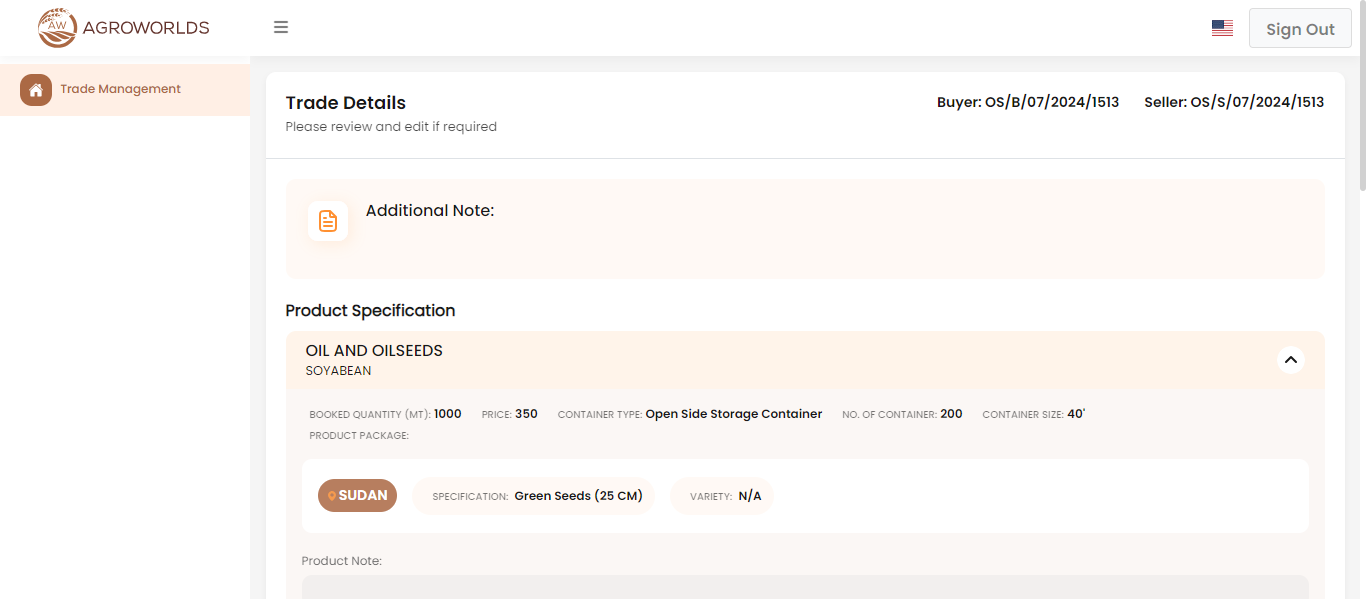 AW AGROWORLDS
Sign Out
Trade Management
Trade Details
Buyer: OS/B/07/2024/1513 Seller: OS/S/07/2024/1513
Please review and edit if required
Additional Note:
Product Specification
OIL AND OILSEEDS
SOYABEAN
BOOKED QUANTITY (MT): 1000 PRICE: 350 CONTAINER TYPE: Open Side Storage Container NO. OF CONTAINER: 200 CONTAINER SIZE: 40'
PRODUCT PACKAGE:
SUDAN SPECIFICATION: Green Seeds (25 CM) VARIETY: N/A
Product Note: